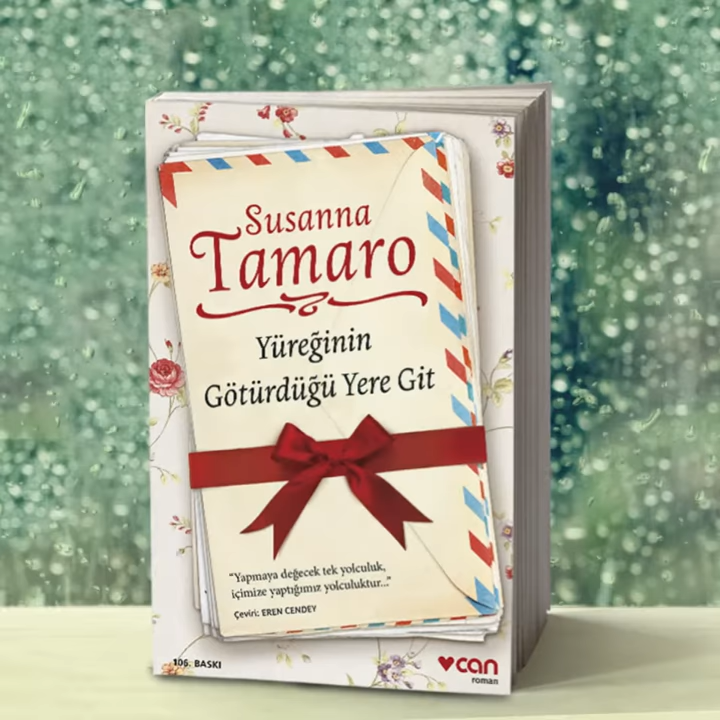 Susanna
Tamaro
Yüreğinin
Götürdüğü Yere Git
“Yapmaya değecek tek yolculuk,
içimize yaptığımız yolculuktur...”
Çeviri: EREN CENDEY
106. BASKI
can
roman